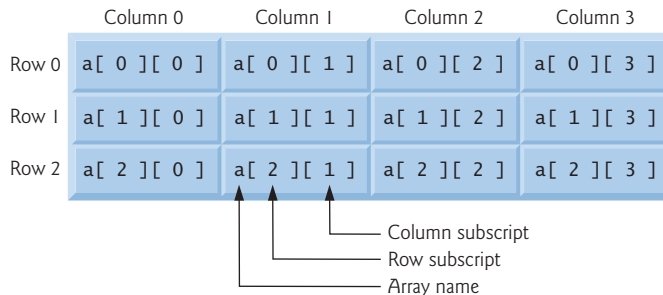 Column 0 Column 1 Column 2 Column 3
Row 0 a[ 0 ][ 0 ] a[ 0 ][ 1 ] a[ 0 ][ 2 ] a[ 0 ][ 3 ]
Row 1 a[ 1 ][ 0 ] a[ 1 ][ 1 ] a[ 1 ][ 2 ] a[ 1 ][ 3 ]
Row 2 a[ 2 ][ 0 ] a[ 2 ][ 1 ] a[ 2 ][ 2 ] a[ 2 ][ 3 ]
Column subscript
Row subscript
Array name